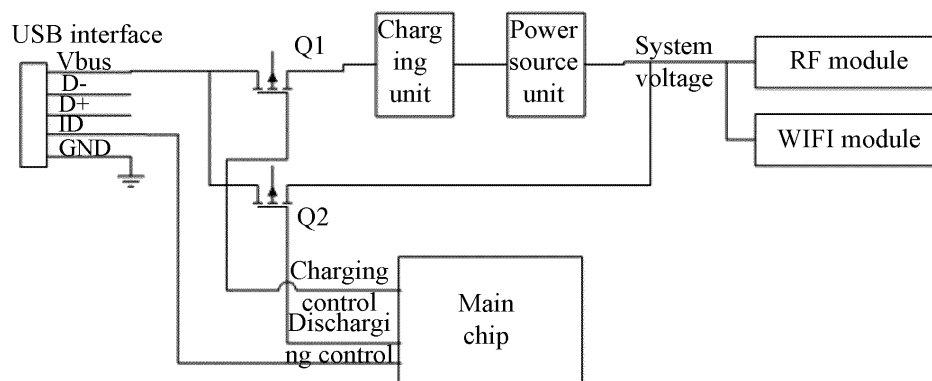 USB interface
Vbus
D-
D+
ID
GND
Q1
Charg
ing
unit
Power
source
unit
System
voltage
RF module
WIFI module
Q2
Charging
control
Dischargi
ng control
Main
chip